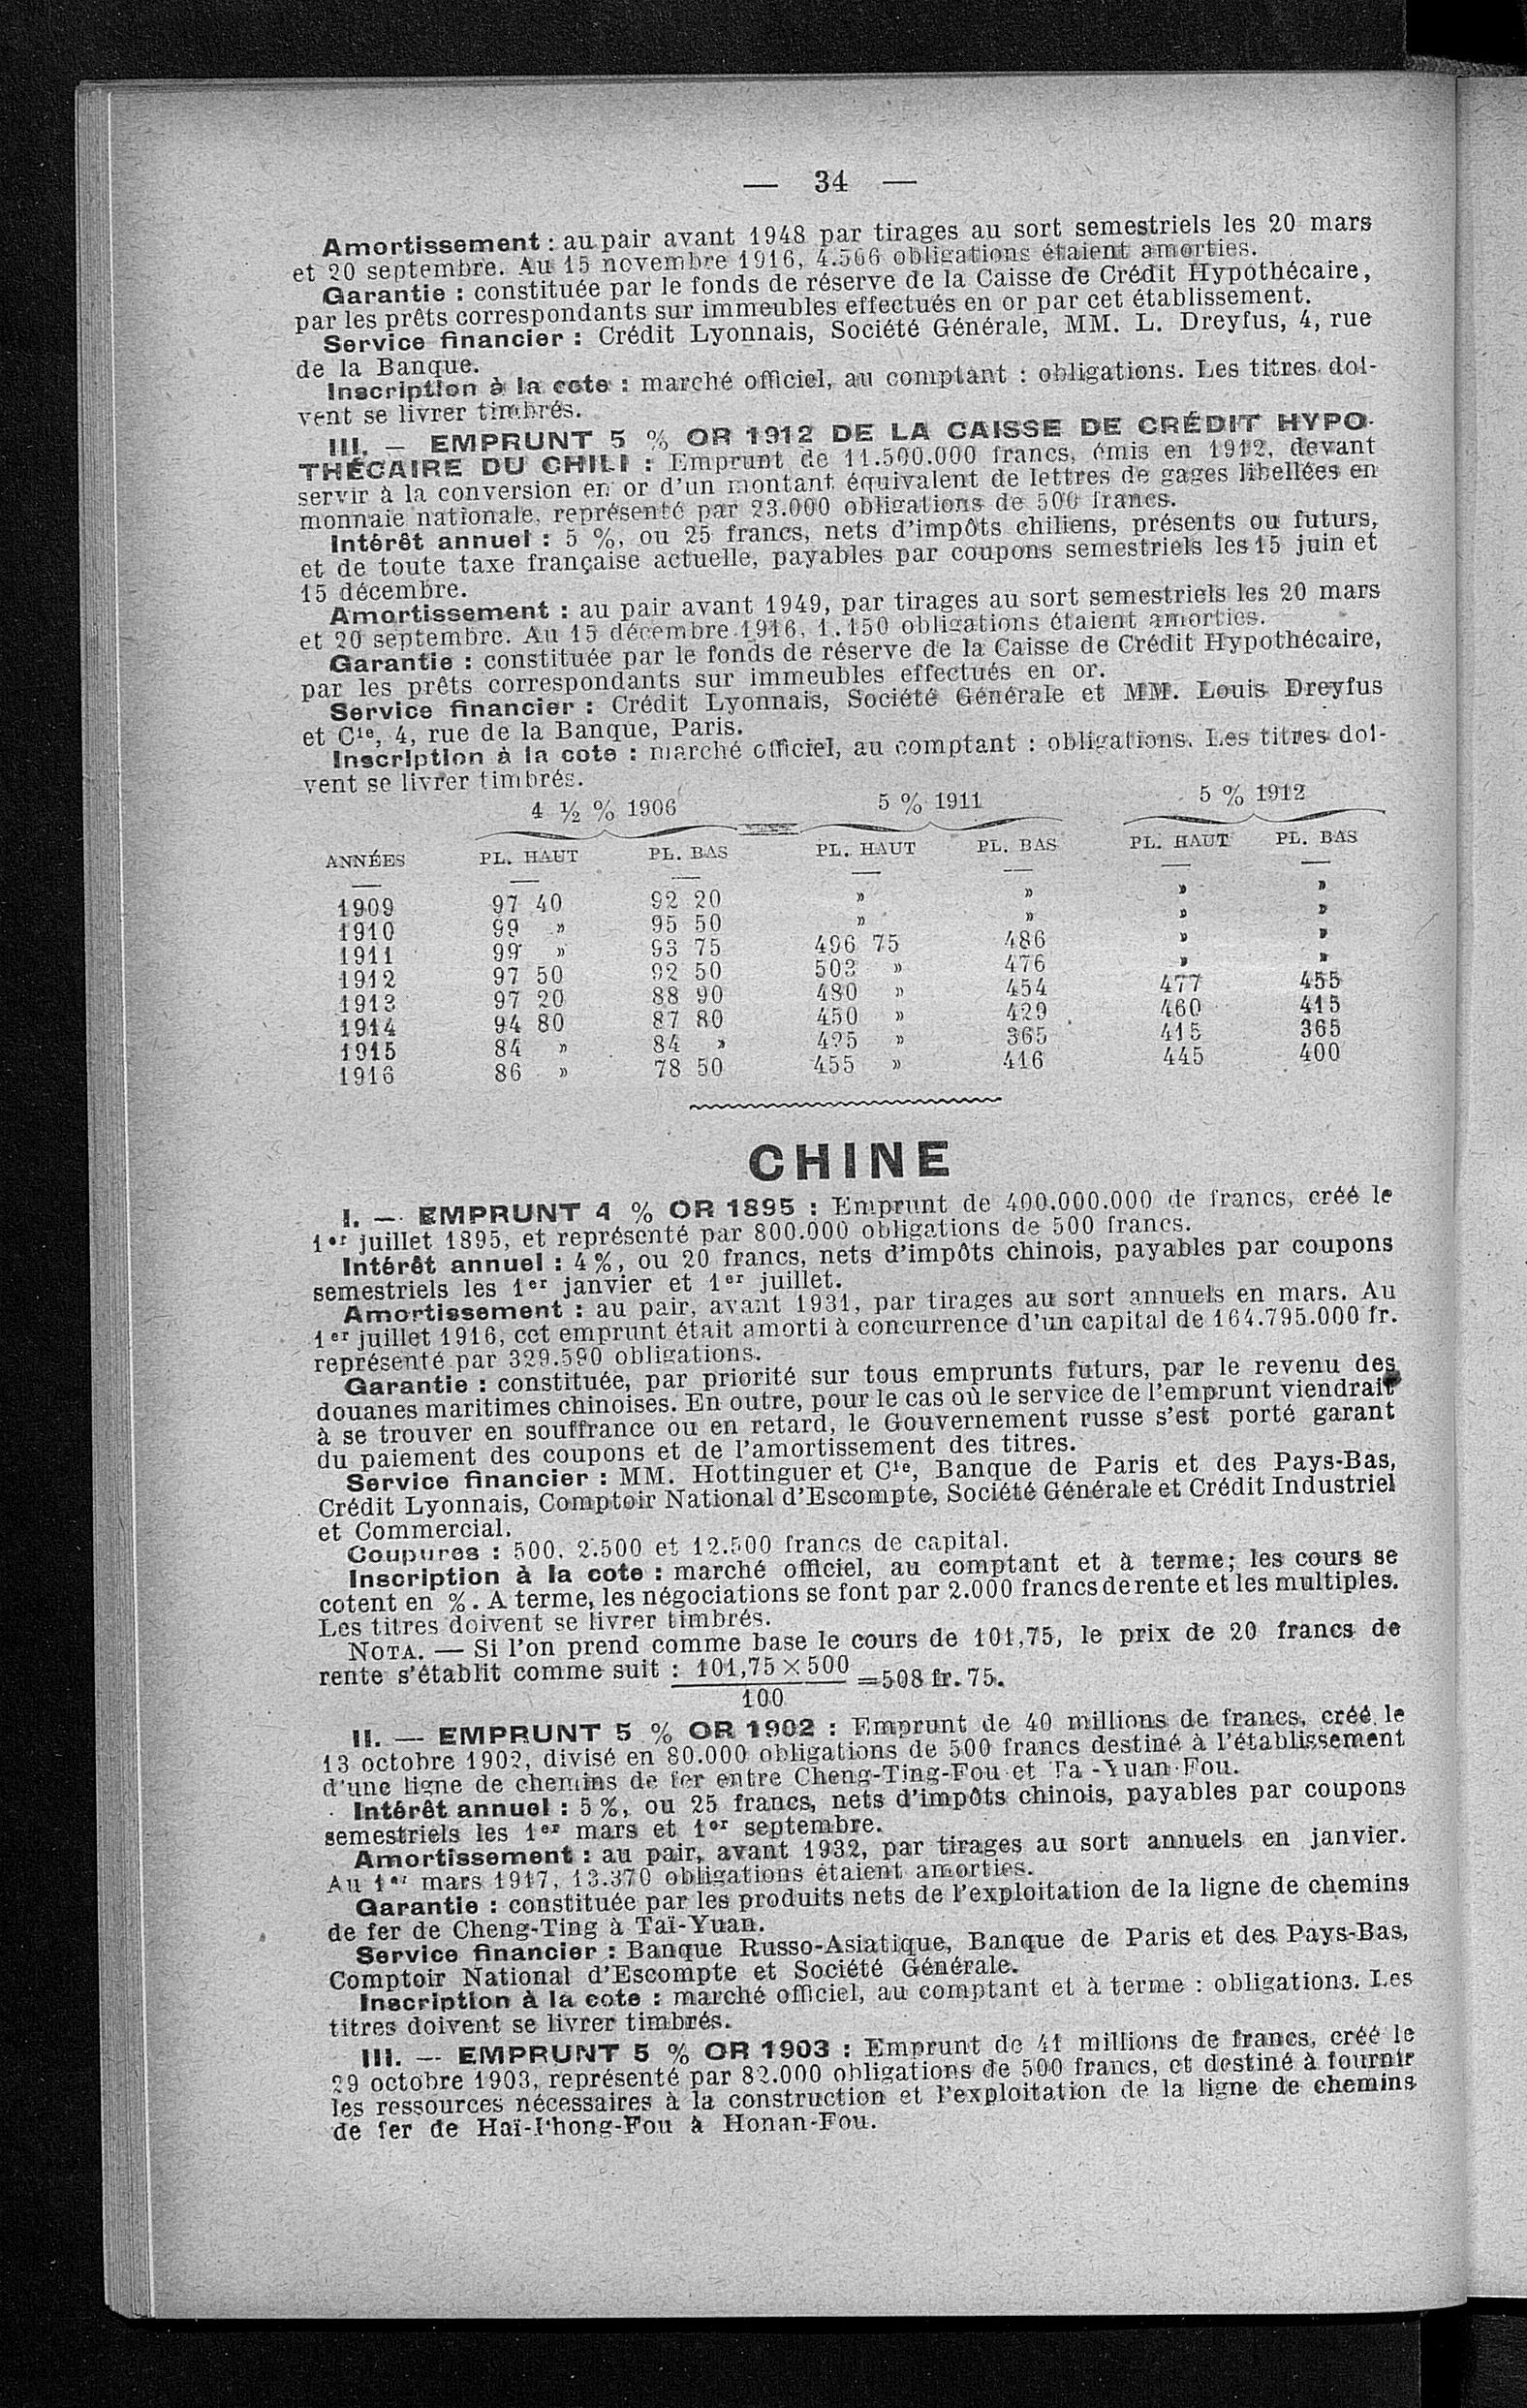 — 34 —
Amortissement : au pair avant 1948 par tirages au sort semestriels les 20 mars
et 20 septembre. Au 15 novembre 1916, 4.566 obligations étaient amorties.
Garantie : constituée par le fonds de réserve de la Caisse de Crédit Hypothécaire,
par les prêts correspondants sur immeubles effectués en or par cet établissement.
Service financier : Crédit Lyonnais, Société Générale, MM. L. Dreyfus, 4, rue
de la Banque.
Inscription à la cote : marché officiel, au comptant : obligations. Les titres doi-
vent se livrer timbrés.
III. — EMPRUNT 5 % OR 1912 DE LA CAISSE DE CRÉDIT HYPO-
THÉCAIRE DU CHILI : Emprunt de 11.500.000 francs, émis en 1912, devant
servir à la conversion en or d'un montant équivalent de lettres de gages libellées en
monnaie nationale, représenté par 23.000 obligations de 500 francs.
Intérêt annuel : 5 %, ou 25 francs, nets d'impôts chiliens, présents ou futurs,
et de toute taxe française actuelle, payables par coupons semestriels les 15 juin et
15 décembre.
Amortissement : au pair avant 1949, par tirages au sort semestriels les 20 mars
et 20 septembre. Au 15 décembre 1916, 1.150 obligations étaient amorties.
Garantie : constituée par le fonds de réserve de la Caisse de Crédit Hypothécaire,
par les prêts correspondants sur immeubles effectués en or.
Service financier : Crédit Lyonnais, Société Générale et MM. Louis Dreyfus
et Cie, 4, rue de la Banque, Paris.
Inscription à la cote : marché officiel, au comptant : obligations. Les titres doi-
vent se livrer timbrés.
4 ½ % 1906 5 % 1911 5 % 1912
ANNÉES PL. HAUT PL. BAS PL. HAUT PL. BAS PL. HAUT PL. BAS
1909 97 40 92 20 » » » »
1910 99 » 95 50 » » » »
1911 99 » 93 75 496 75 486 » »
1912 97 50 92 50 503 » 476 » »
1913 97 20 88 90 480 » 454 477 455
1914 94 80 87 80 450 » 429 460 415
1915 84 » 84 » 425 » 365 415 365
1916 86 » 78 50 455 » 416 445 400
CHINE
I. — EMPRUNT 4 % OR 1895 : Emprunt de 400.000.000 de francs, créé le
1er juillet 1895, et représenté par 800.000 obligations de 500 francs.
Intérêt annuel : 4 %, ou 20 francs, nets d'impôts chinois, payables par coupons
semestriels les 1er janvier et 1er juillet.
Amortissement : au pair, avant 1931, par tirages au sort annuels en mars. Au
1er juillet 1916, cet emprunt était amorti à concurrence d'un capital de 164.795.000 fr.
représenté par 329.590 obligations.
Garantie : constituée, par priorité sur tous emprunts futurs, par le revenu des
douanes maritimes chinoises. En outre, pour le cas où le service de l'emprunt viendrait
à se trouver en souffrance ou en retard, le Gouvernement russe s'est porté garant
du paiement des coupons et de l'amortissement des titres.
Service financier : MM. Hottinguer et Cie, Banque de Paris et des Pays-Bas,
Crédit Lyonnais, Comptoir National d'Escompte, Société Générale et Crédit Industriel
et Commercial.
Coupures : 500, 2.500 et 12.500 francs de capital.
Inscription à la cote : marché officiel, au comptant et à terme; les cours se
cotent en %. A terme, les négociations se font par 2.000 francs de rente et les multiples.
Les titres doivent se livrer timbrés.
NOTA. — Si l'on prend comme base le cours de 101,75, le prix de 20 francs de
rente s'établit comme suit : 101,75 × 500 = 508 fr. 75.
100
II. — EMPRUNT 5 % OR 1902 : Emprunt de 40 millions de francs, créé le
13 octobre 1902, divisé en 80.000 obligations de 500 francs destiné à l'établissement
d'une ligne de chemins de fer entre Cheng-Ting-Fou et Ta-Yuan-Fou.
Intérêt annuel : 5 %, ou 25 francs, nets d'impôts chinois, payables par coupons
semestriels les 1er mars et 1er septembre.
Amortissement : au pair, avant 1932, par tirages au sort annuels en janvier.
Au 1er mars 1917, 13.370 obligations étaient amorties.
Garantie : constituée par les produits nets de l'exploitation de la ligne de chemins
de fer de Cheng-Ting à Taï-Yuan.
Service financier : Banque Russo-Asiatique, Banque de Paris et des Pays-Bas,
Comptoir National d'Escompte et Société Générale.
Inscription à la cote : marché officiel, au comptant et à terme : obligations. Les
titres doivent se livrer timbrés.
III. — EMPRUNT 5 % OR 1903 : Emprunt de 41 millions de francs, créé le
29 octobre 1903, représenté par 82.000 obligations de 500 francs, et destiné à fournir
les ressources nécessaires à la construction et l'exploitation de la ligne de chemins
de fer de Haï-Phong-Fou à Honan-Fou.